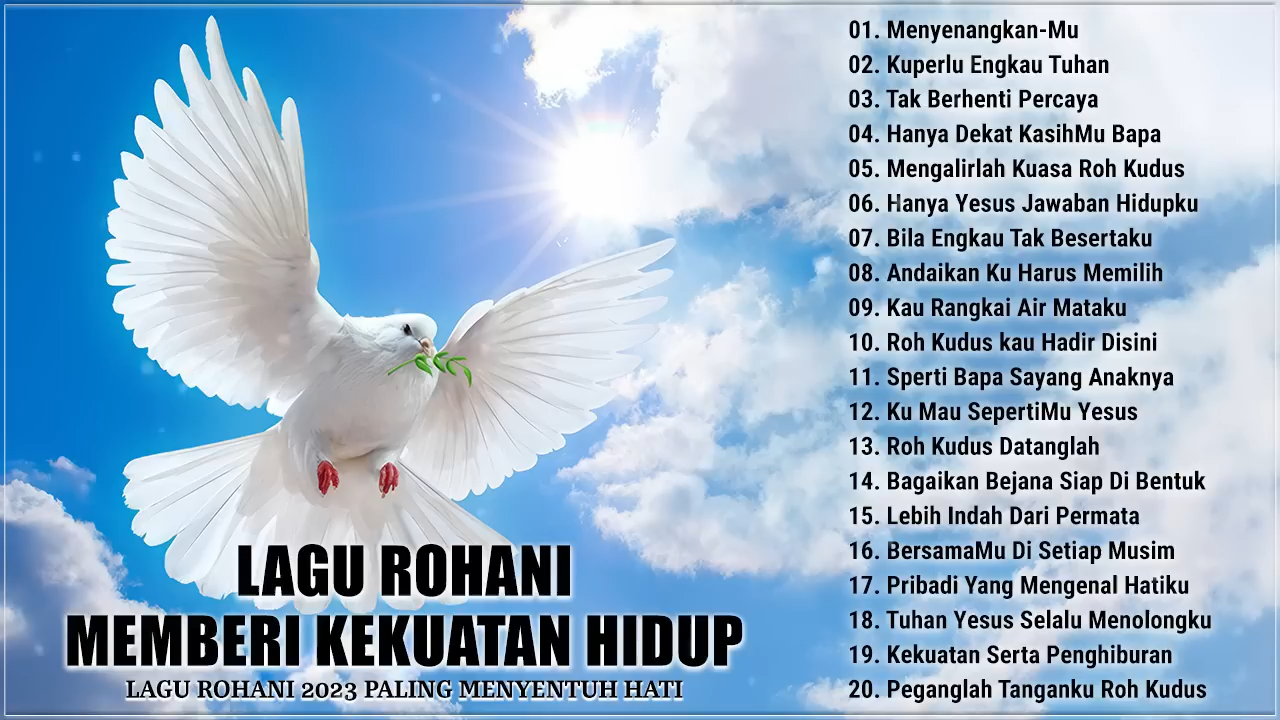 01. Menyenangkan-Mu
02. Kuperlu Engkau Tuhan
03. Tak Berhenti Percaya
04. Hanya Dekat KasihMu Bapa
05. Mengalirlah Kuasa Roh Kudus
06. Hanya Yesus Jawaban Hidupku
07. Bila Engkau Tak Besertaku
08. Andaikan Ku Harus Memilih
09. Kau Rangkai Air Mataku
10. Roh Kudus kau Hadir Disini
11. Sperti Bapa Sayang Anaknya
12. Ku Mau SepertiMu Yesus
13. Roh Kudus Datanglah
14. Bagaikan Bejana Siap Di Bentuk
15. Lebih Indah Dari Permata
16. BersamaMu Di Setiap Musim
17. Pribadi Yang Mengenal Hatiku
18. Tuhan Yesus Selalu Menolongku
19. Kekuatan Serta Penghiburan
20. Peganglah Tanganku Roh Kudus
LAGU ROHANI
MEMBERI KEKUATAN HIDUP
LAGU ROHANI 2023 PALING MENYENTUH HATI